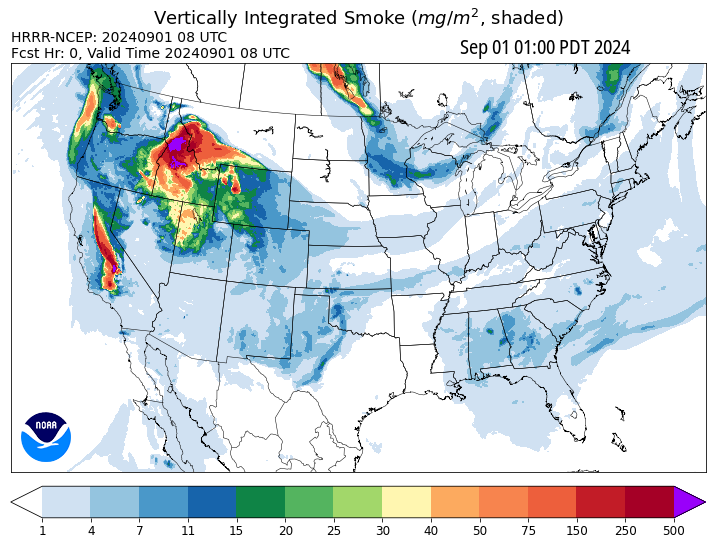 Vertically Integrated Smoke (mg/m², shaded)
HRRR-NCEP: 20240901 08 UTC
Fcst Hr: 0, Valid Time 20240901 08 UTC
Sep 01 01:00 PDT 2024
NOAA
1 4 7 11 15 20 25 30 40 50 75 150 250 500